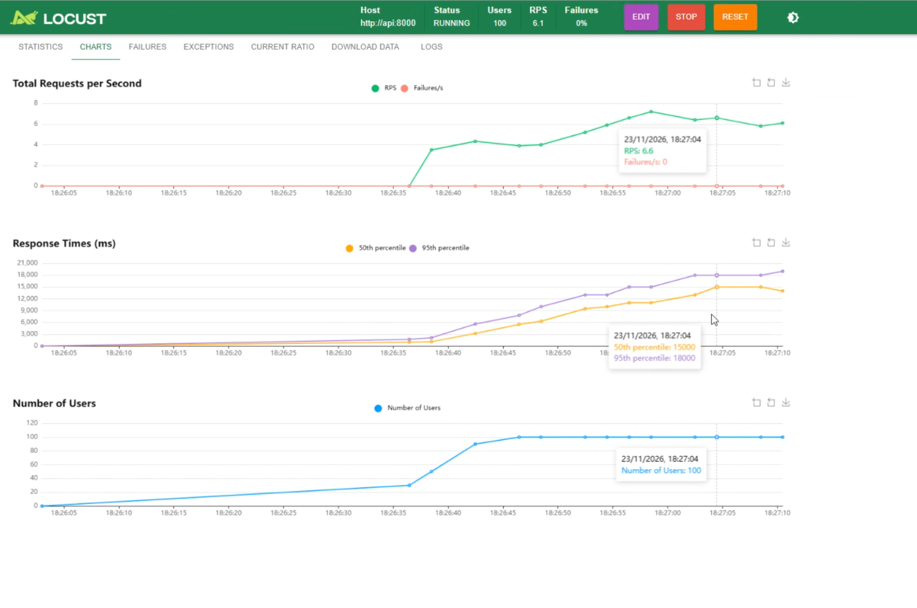 LOCUST
Host
http://api:8000
Status
RUNNING
Users
100
RPS
6.1
Failures
0%
EDIT
STOP
RESET
STATISTICS CHARTS FAILURES EXCEPTIONS CURRENT RATIO DOWNLOAD DATA LOGS
Total Requests per Second
RPS Failures/s
8
6
4
2
0
23/11/2026, 18:27:04
RPS: 6.6
Failures/s: 0
18:26:05 18:26:10 18:26:15 18:26:20 18:26:25 18:26:30 18:26:35 18:26:40 18:26:45 18:26:50 18:26:55 18:27:00 18:27:05 18:27:10
Response Times (ms)
50th percentile 95th percentile
21,000
18,000
15,000
12,000
9,000
6,000
3,000
0
23/11/2026, 18:27:04
50th percentile: 15000
95th percentile: 18000
18:26:05 18:26:10 18:26:15 18:26:20 18:26:25 18:26:30 18:26:35 18:26:40 18:26:45 18:26:50 18:26:55 18:27:05 18:27:10
Number of Users
Number of Users
120
100
80
60
40
20
0
23/11/2026, 18:27:04
Number of Users: 100
18:26:05 18:26:10 18:26:15 18:26:20 18:26:25 18:26:30 18:26:35 18:26:40 18:26:45 18:26:50 18:26:55 18:27:00 18:27:05 18:27:10